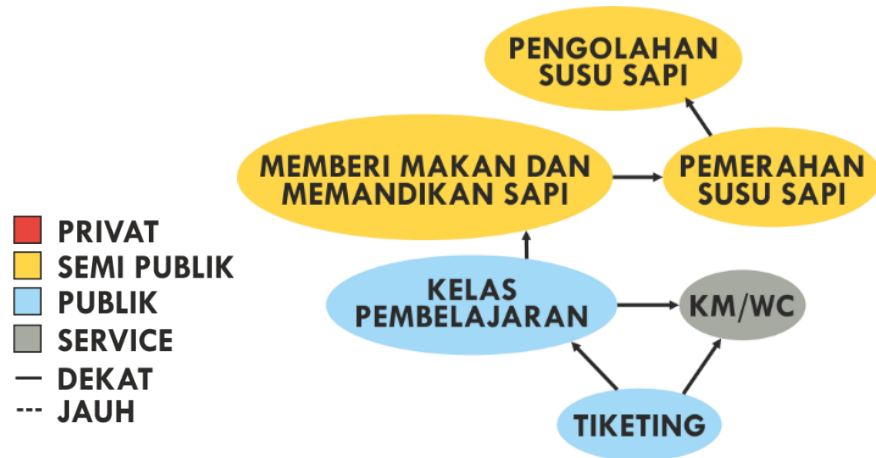 PENGOLAHAN
SUSU SAPI
MEMBERI MAKAN DAN
MEMANDIKAN SAPI
PEMERAHAN
SUSU SAPI
KELAS
PEMBELAJARAN
KM/WC
TIKETING
PRIVAT
SEMI PUBLIK
PUBLIK
SERVICE
DEKAT
JAUH